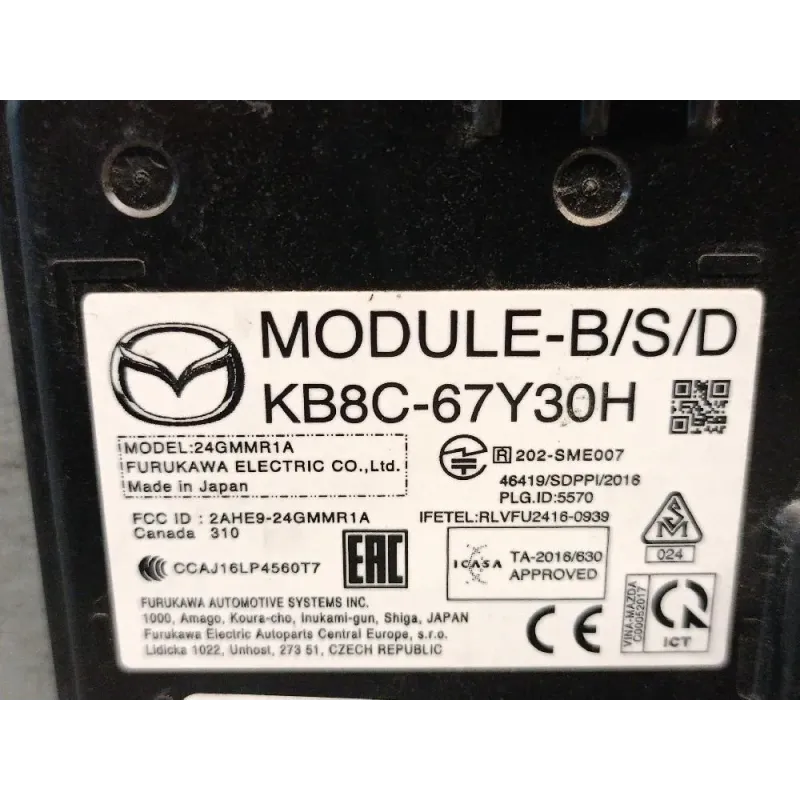 MODULE-B/S/D
KB8C-67Y30H
MODEL:24GMMR1A
FURUKAWA ELECTRIC CO.,Ltd.
Made in Japan
R 202-SME007
46419/SDPPI/2016
PLG.ID:5570
FCC ID : 2AHE9-24GMMR1A
IFETEL:RLVFU2416-0939
Canada 310
CCAJ16LP4560T7
EAC
ICASA
TA-2016/630
APPROVED
SM
024
FURUKAWA AUTOMOTIVE SYSTEMS INC.
1000, Amago, Koura-cho, Inukami-gun, Shiga, JAPAN
Furukawa Electric Autoparts Central Europe, s.r.o.
Lidicka 1022, Unhost, 273 51, CZECH REPUBLIC
CE
VINA-MAZDA
C00052017
ICT